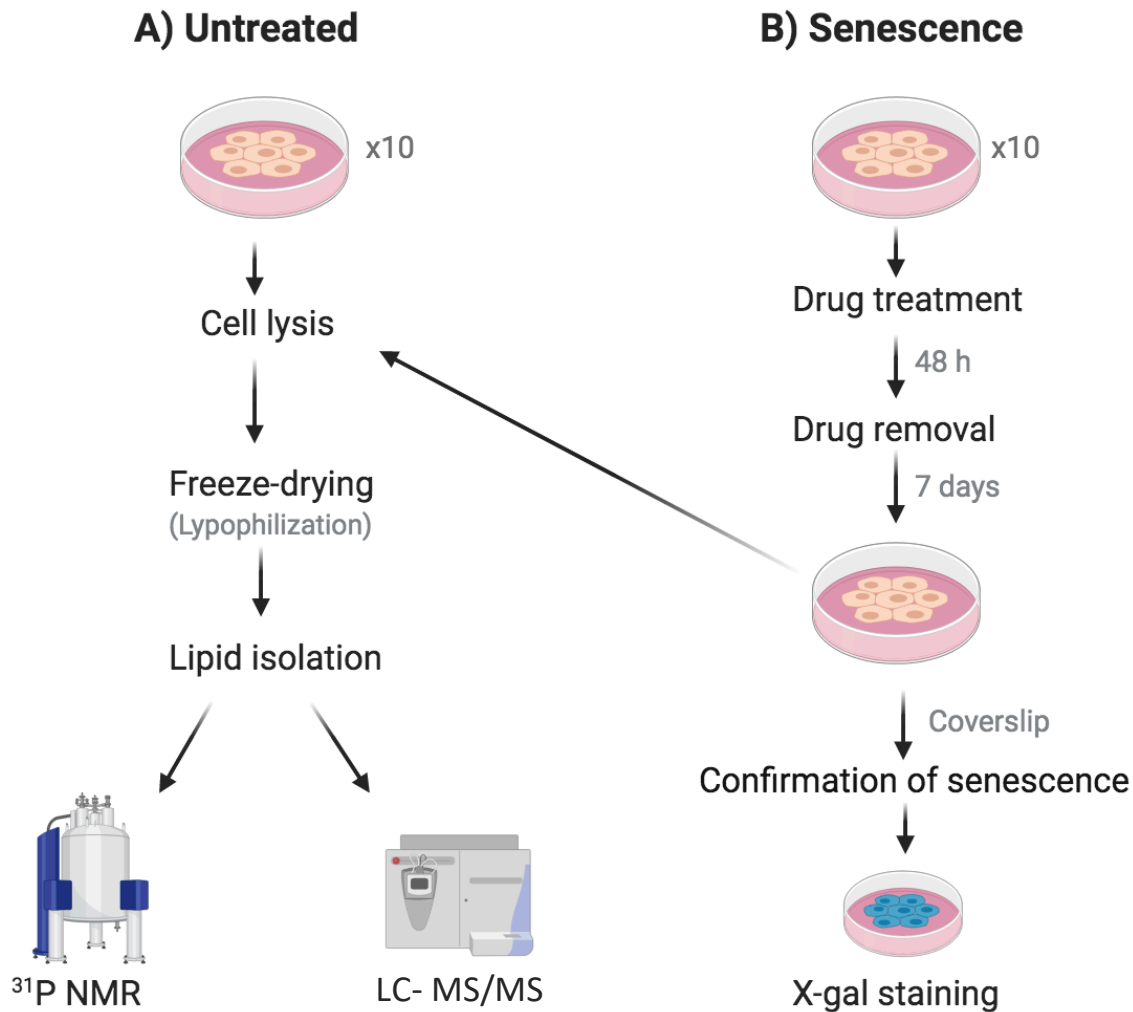 A) Untreated
x10
Cell lysis
Freeze-drying
(Lypophilization)
Lipid isolation
³¹P NMR
LC- MS/MS
B) Senescence
x10
Drug treatment
48 h
Drug removal
7 days
Coverslip
Confirmation of senescence
X-gal staining